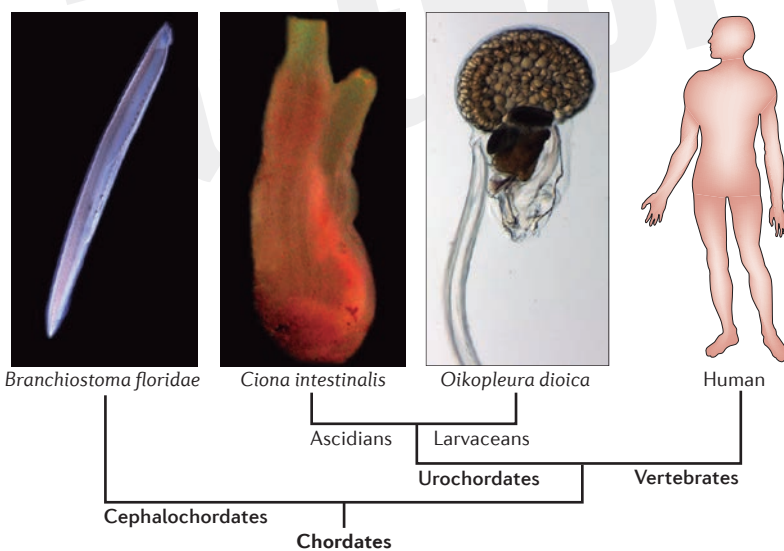 Branchiostoma floridae
Ciona intestinalis
Oikopleura dioica
Human
Ascidians
Larvaceans
Urochordates
Vertebrates
Cephalochordates
Chordates